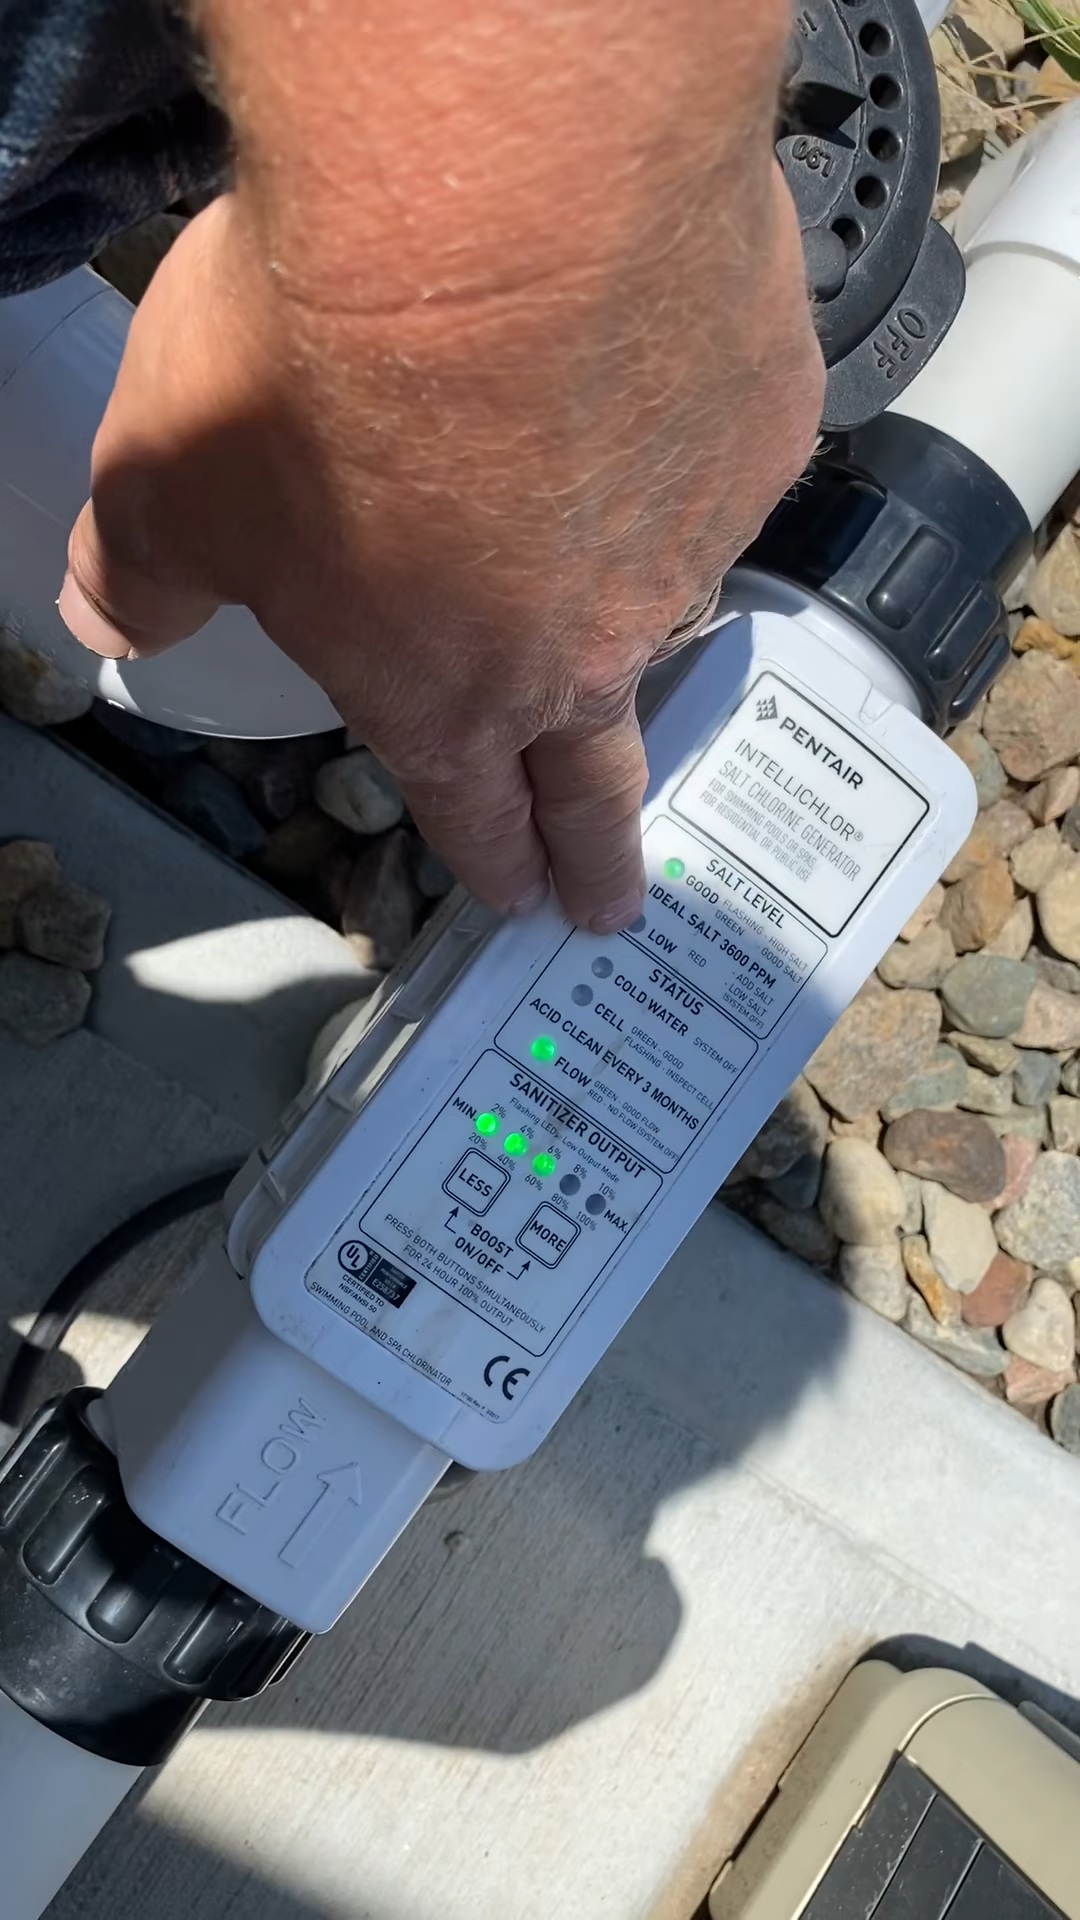 L90
OFF
PENTAIR
INTELLICHLOR®
SALT CHLORINE GENERATOR
FOR SWIMMING POOLS OR SPAS.
FOR RESIDENTIAL OR PUBLIC USE
SALT LEVEL
GOOD FLASHING - HIGH SALT
GREEN - GOOD SALT
IDEAL SALT 3600 PPM
LOW RED - ADD SALT
- LOW SALT
(SYSTEM OFF)
STATUS
COLD WATER SYSTEM OFF
CELL GREEN - GOOD
FLASHING - INSPECT CELL
ACID CLEAN EVERY 3 MONTHS
FLOW GREEN - GOOD FLOW
RED - NO FLOW (SYSTEM OFF)
SANITIZER OUTPUT
Flashing LEDs: Low Output Mode
2% 4% 6% 8% 10%
MIN. MAX.
20% 40% 60% 80% 100%
LESS MORE
BOOST
ON/OFF
PRESS BOTH BUTTONS SIMULTANEOUSLY
FOR 24 HOUR 100% OUTPUT
UL
CERTIFIED
CERTIFIED TO
NSF/ANSI 50
SWIMMING POOL AND SPA CHLORINATOR
CE
FLOW